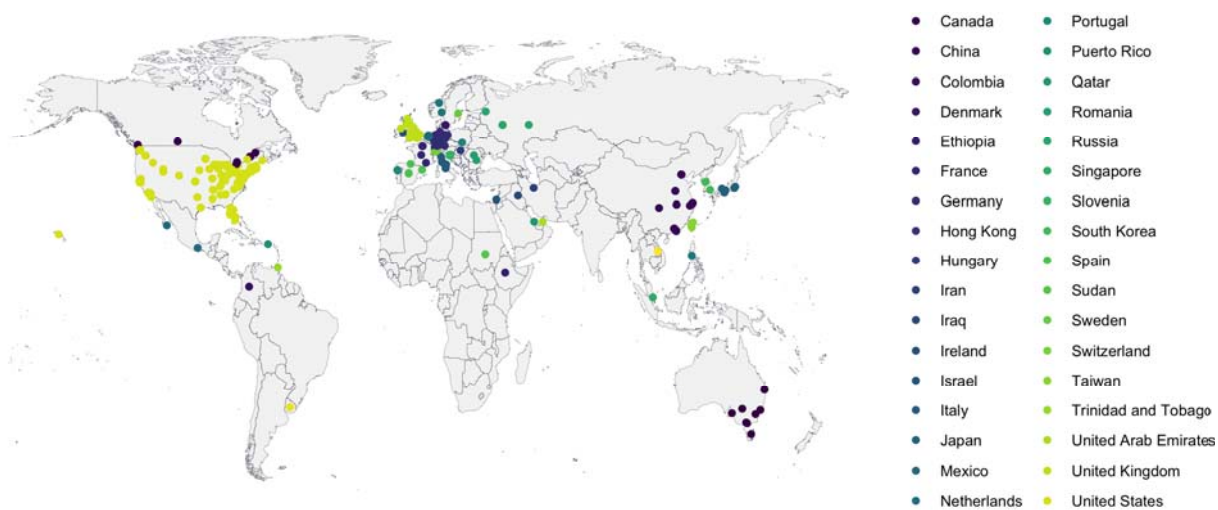 Canada
China
Colombia
Denmark
Ethiopia
France
Germany
Hong Kong
Hungary
Iran
Iraq
Ireland
Israel
Italy
Japan
Mexico
Netherlands
Portugal
Puerto Rico
Qatar
Romania
Russia
Singapore
Slovenia
South Korea
Spain
Sudan
Sweden
Switzerland
Taiwan
Trinidad and Tobago
United Arab Emirates
United Kingdom
United States